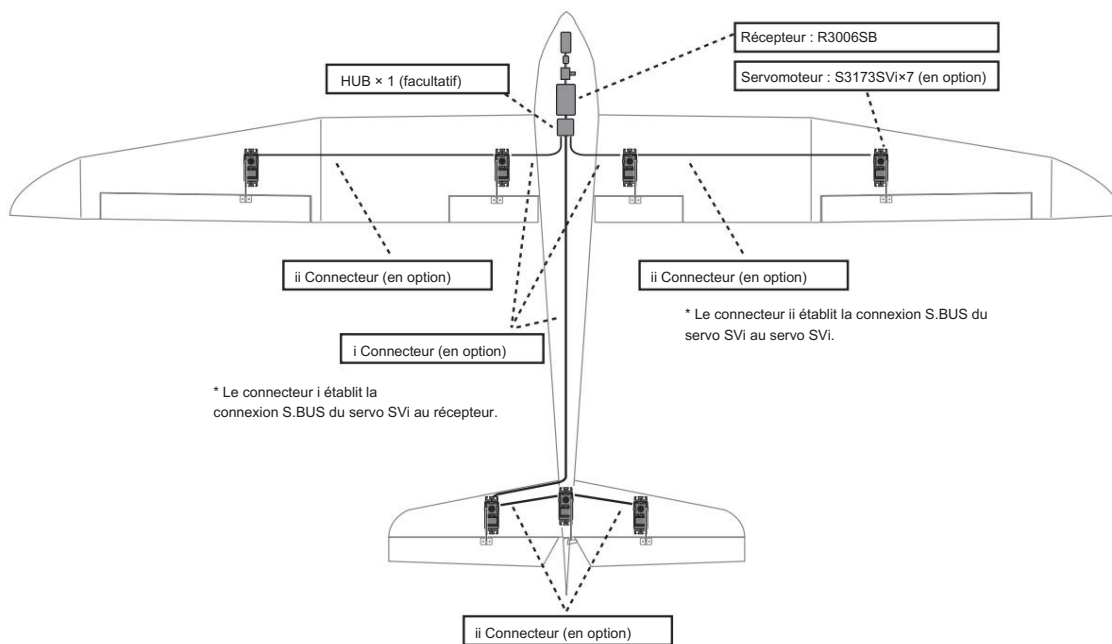 Récepteur : R3006SB
HUB × 1 (facultatif)
Servomoteur : S3173SVi×7 (en option)
ii Connecteur (en option)
ii Connecteur (en option)
* Le connecteur ii établit la connexion S.BUS du
servo SVi au servo SVi.
i Connecteur (en option)
* Le connecteur i établit la
connexion S.BUS du servo SVi au récepteur.
ii Connecteur (en option)